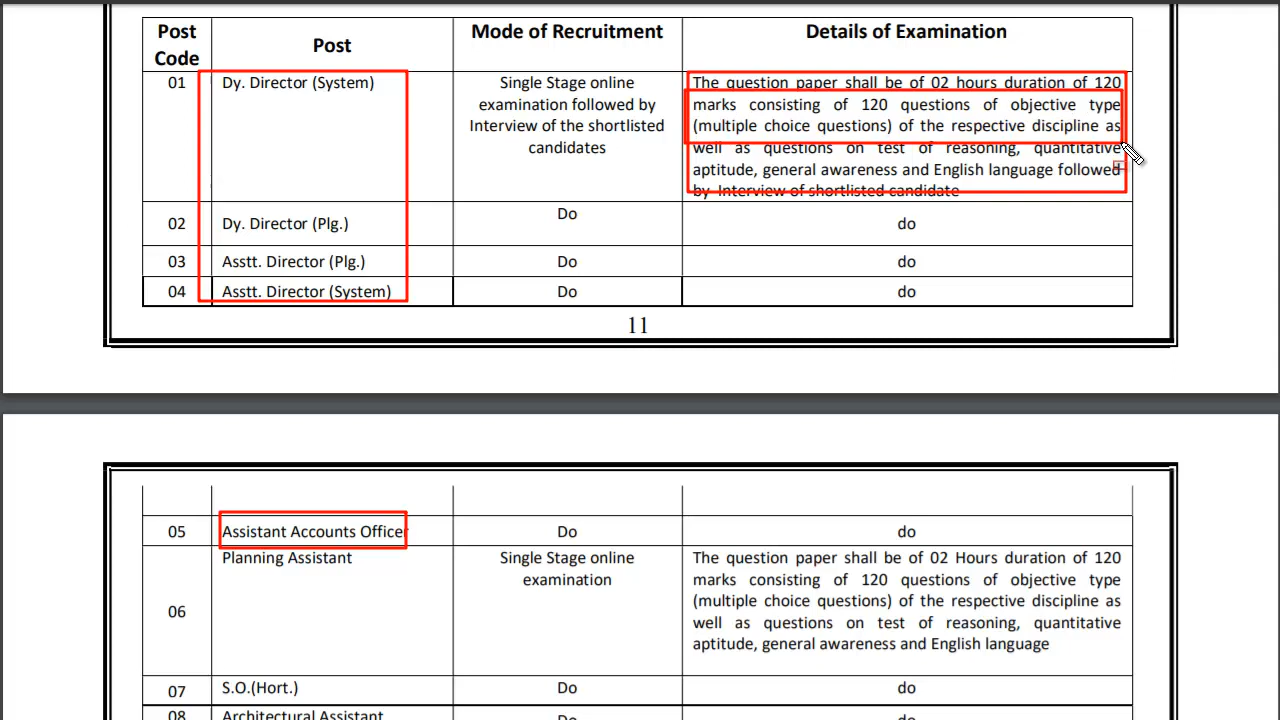 Post Code
Post
Mode of Recruitment
Details of Examination
01
Dy. Director (System)
Single Stage online
examination followed by
Interview of the shortlisted
candidates
The question paper shall be of 02 hours duration of 120
marks consisting of 120 questions of objective type
(multiple choice questions) of the respective discipline as
well as questions on test of reasoning, quantitative
aptitude, general awareness and English language followed
by Interview of shortlisted candidate
02
Dy. Director (Plg.)
Do
do
03
Asstt. Director (Plg.)
Do
do
04
Asstt. Director (System)
Do
do
11
05
Assistant Accounts Officer
Do
do
06
Planning Assistant
Single Stage online
examination
The question paper shall be of 02 Hours duration of 120
marks consisting of 120 questions of objective type
(multiple choice questions) of the respective discipline as
well as questions on test of reasoning, quantitative
aptitude, general awareness and English language
07
S.O.(Hort.)
Do
do
08
Architectural Assistant
Do
do